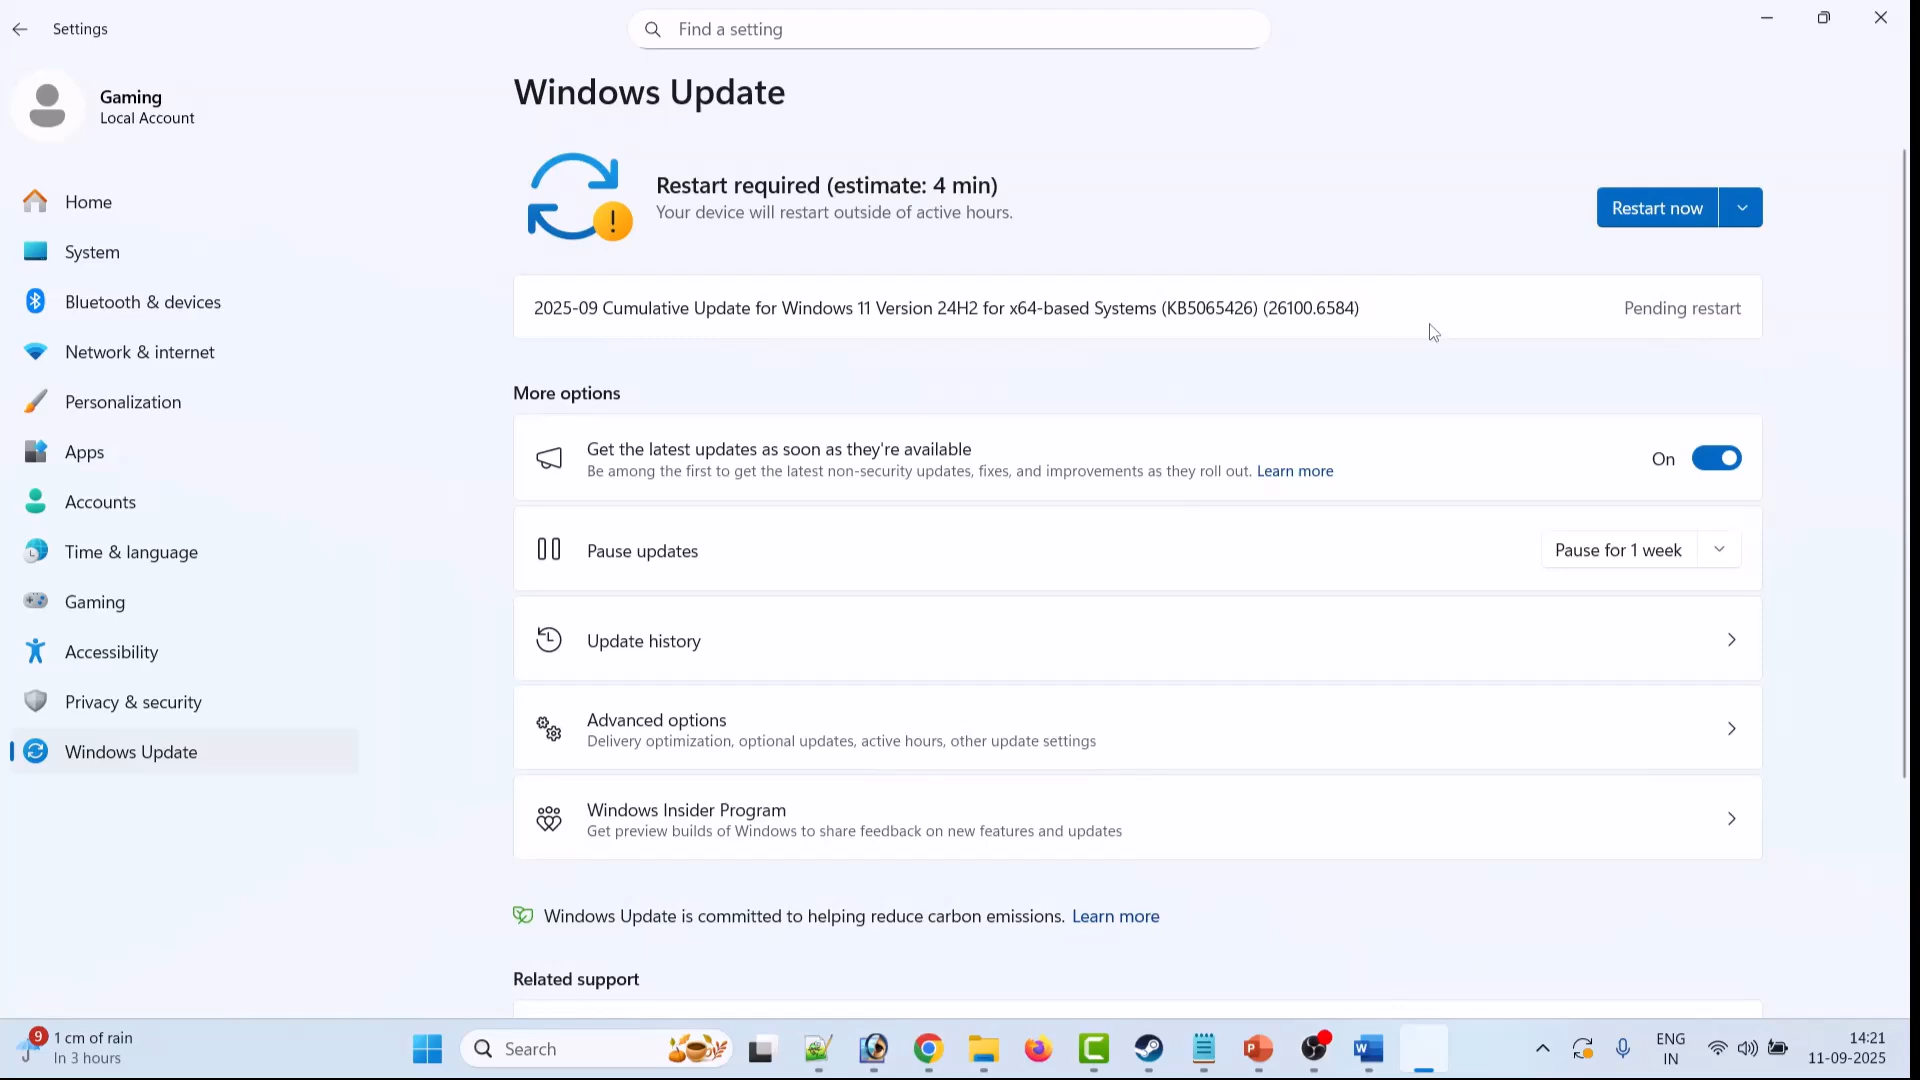 Settings
Find a setting
Gaming
Local Account
Home
System
Bluetooth & devices
Network & internet
Personalization
Apps
Accounts
Time & language
Gaming
Accessibility
Privacy & security
Windows Update
Windows Update
Restart required (estimate: 4 min)
Your device will restart outside of active hours.
Restart now
2025-09 Cumulative Update for Windows 11 Version 24H2 for x64-based Systems (KB5065426) (26100.6584)
Pending restart
More options
Get the latest updates as soon as they're available
Be among the first to get the latest non-security updates, fixes, and improvements as they roll out. Learn more
On
Pause updates
Pause for 1 week
Update history
Advanced options
Delivery optimization, optional updates, active hours, other update settings
Windows Insider Program
Get preview builds of Windows to share feedback on new features and updates
Windows Update is committed to helping reduce carbon emissions. Learn more
Related support
9
1 cm of rain
In 3 hours
Search
ENG
IN
14:21
11-09-2025